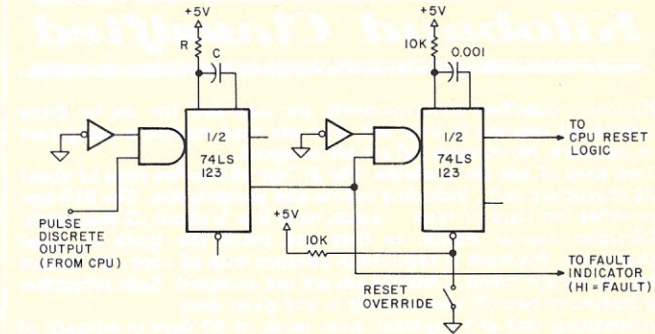 +5V
+5V
R
C
10K
0.001
1/2
74LS
123
1/2
74LS
123
TO
CPU RESET
LOGIC
PULSE
DISCRETE
OUTPUT
(FROM CPU)
+5V
10K
RESET
OVERRIDE
TO FAULT
INDICATOR
(HI = FAULT)